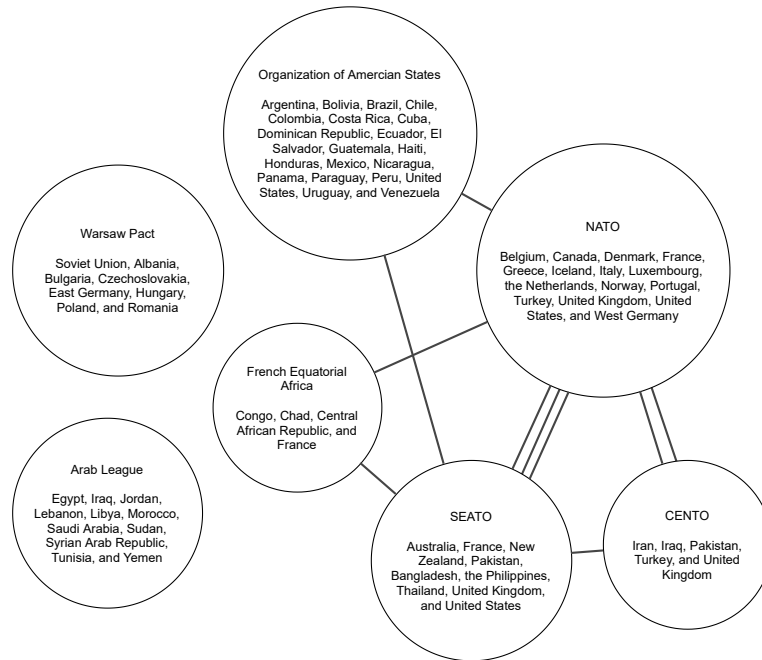 Organization of Amercian States
Argentina, Bolivia, Brazil, Chile,
Colombia, Costa Rica, Cuba,
Dominican Republic, Ecuador, El
Salvador, Guatemala, Haiti,
Honduras, Mexico, Nicaragua,
Panama, Paraguay, Peru, United
States, Uruguay, and Venezuela
NATO
Belgium, Canada, Denmark, France,
Greece, Iceland, Italy, Luxembourg,
the Netherlands, Norway, Portugal,
Turkey, United Kingdom, United
States, and West Germany
Warsaw Pact
Soviet Union, Albania,
Bulgaria, Czechoslovakia,
East Germany, Hungary,
Poland, and Romania
French Equatorial
Africa
Congo, Chad, Central
African Republic, and
France
Arab League
Egypt, Iraq, Jordan,
Lebanon, Libya, Morocco,
Saudi Arabia, Sudan,
Syrian Arab Republic,
Tunisia, and Yemen
SEATO
Australia, France, New
Zealand, Pakistan,
Bangladesh, the Philippines,
Thailand, United Kingdom,
and United States
CENTO
Iran, Iraq, Pakistan,
Turkey, and United
Kingdom